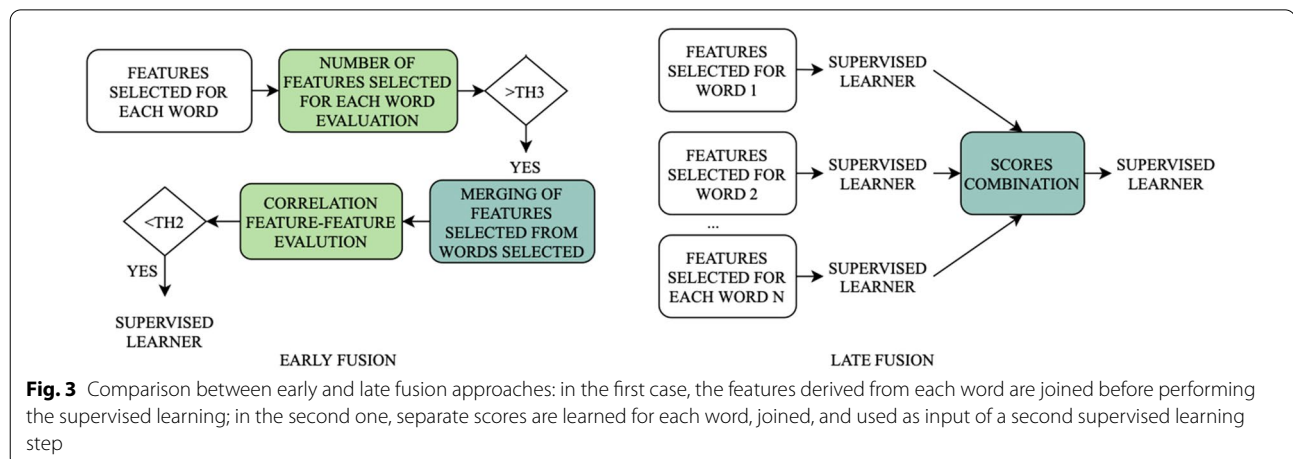 FEATURES
SELECTED FOR
EACH WORD
NUMBER OF
FEATURES SELECTED
FOR EACH WORD
EVALUATION
>TH3
YES
MERGING OF
FEATURES
SELECTED FROM
WORDS SELECTED
CORRELATION
FEATURE-FEATURE
EVALUTION
<TH2
YES
SUPERVISED
LEARNER
EARLY FUSION
FEATURES
SELECTED FOR
WORD 1
SUPERVISED
LEARNER
FEATURES
SELECTED FOR
WORD 2
SUPERVISED
LEARNER
...
FEATURES
SELECTED FOR
EACH WORD N
SUPERVISED
LEARNER
SCORES
COMBINATION
SUPERVISED
LEARNER
LATE FUSION
Fig. 3 Comparison between early and late fusion approaches: in the first case, the features derived from each word are joined before performing
the supervised learning; in the second one, separate scores are learned for each word, joined, and used as input of a second supervised learning
step